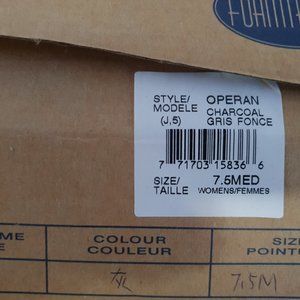 STYLE/ OPERAN
MODELE CHARCOAL
(J,5) GRIS FONCE
7 71703 15836 6
SIZE/ 7.5MED
TAILLE WOMENS/FEMMES
COLOUR
COULEUR
7.5M